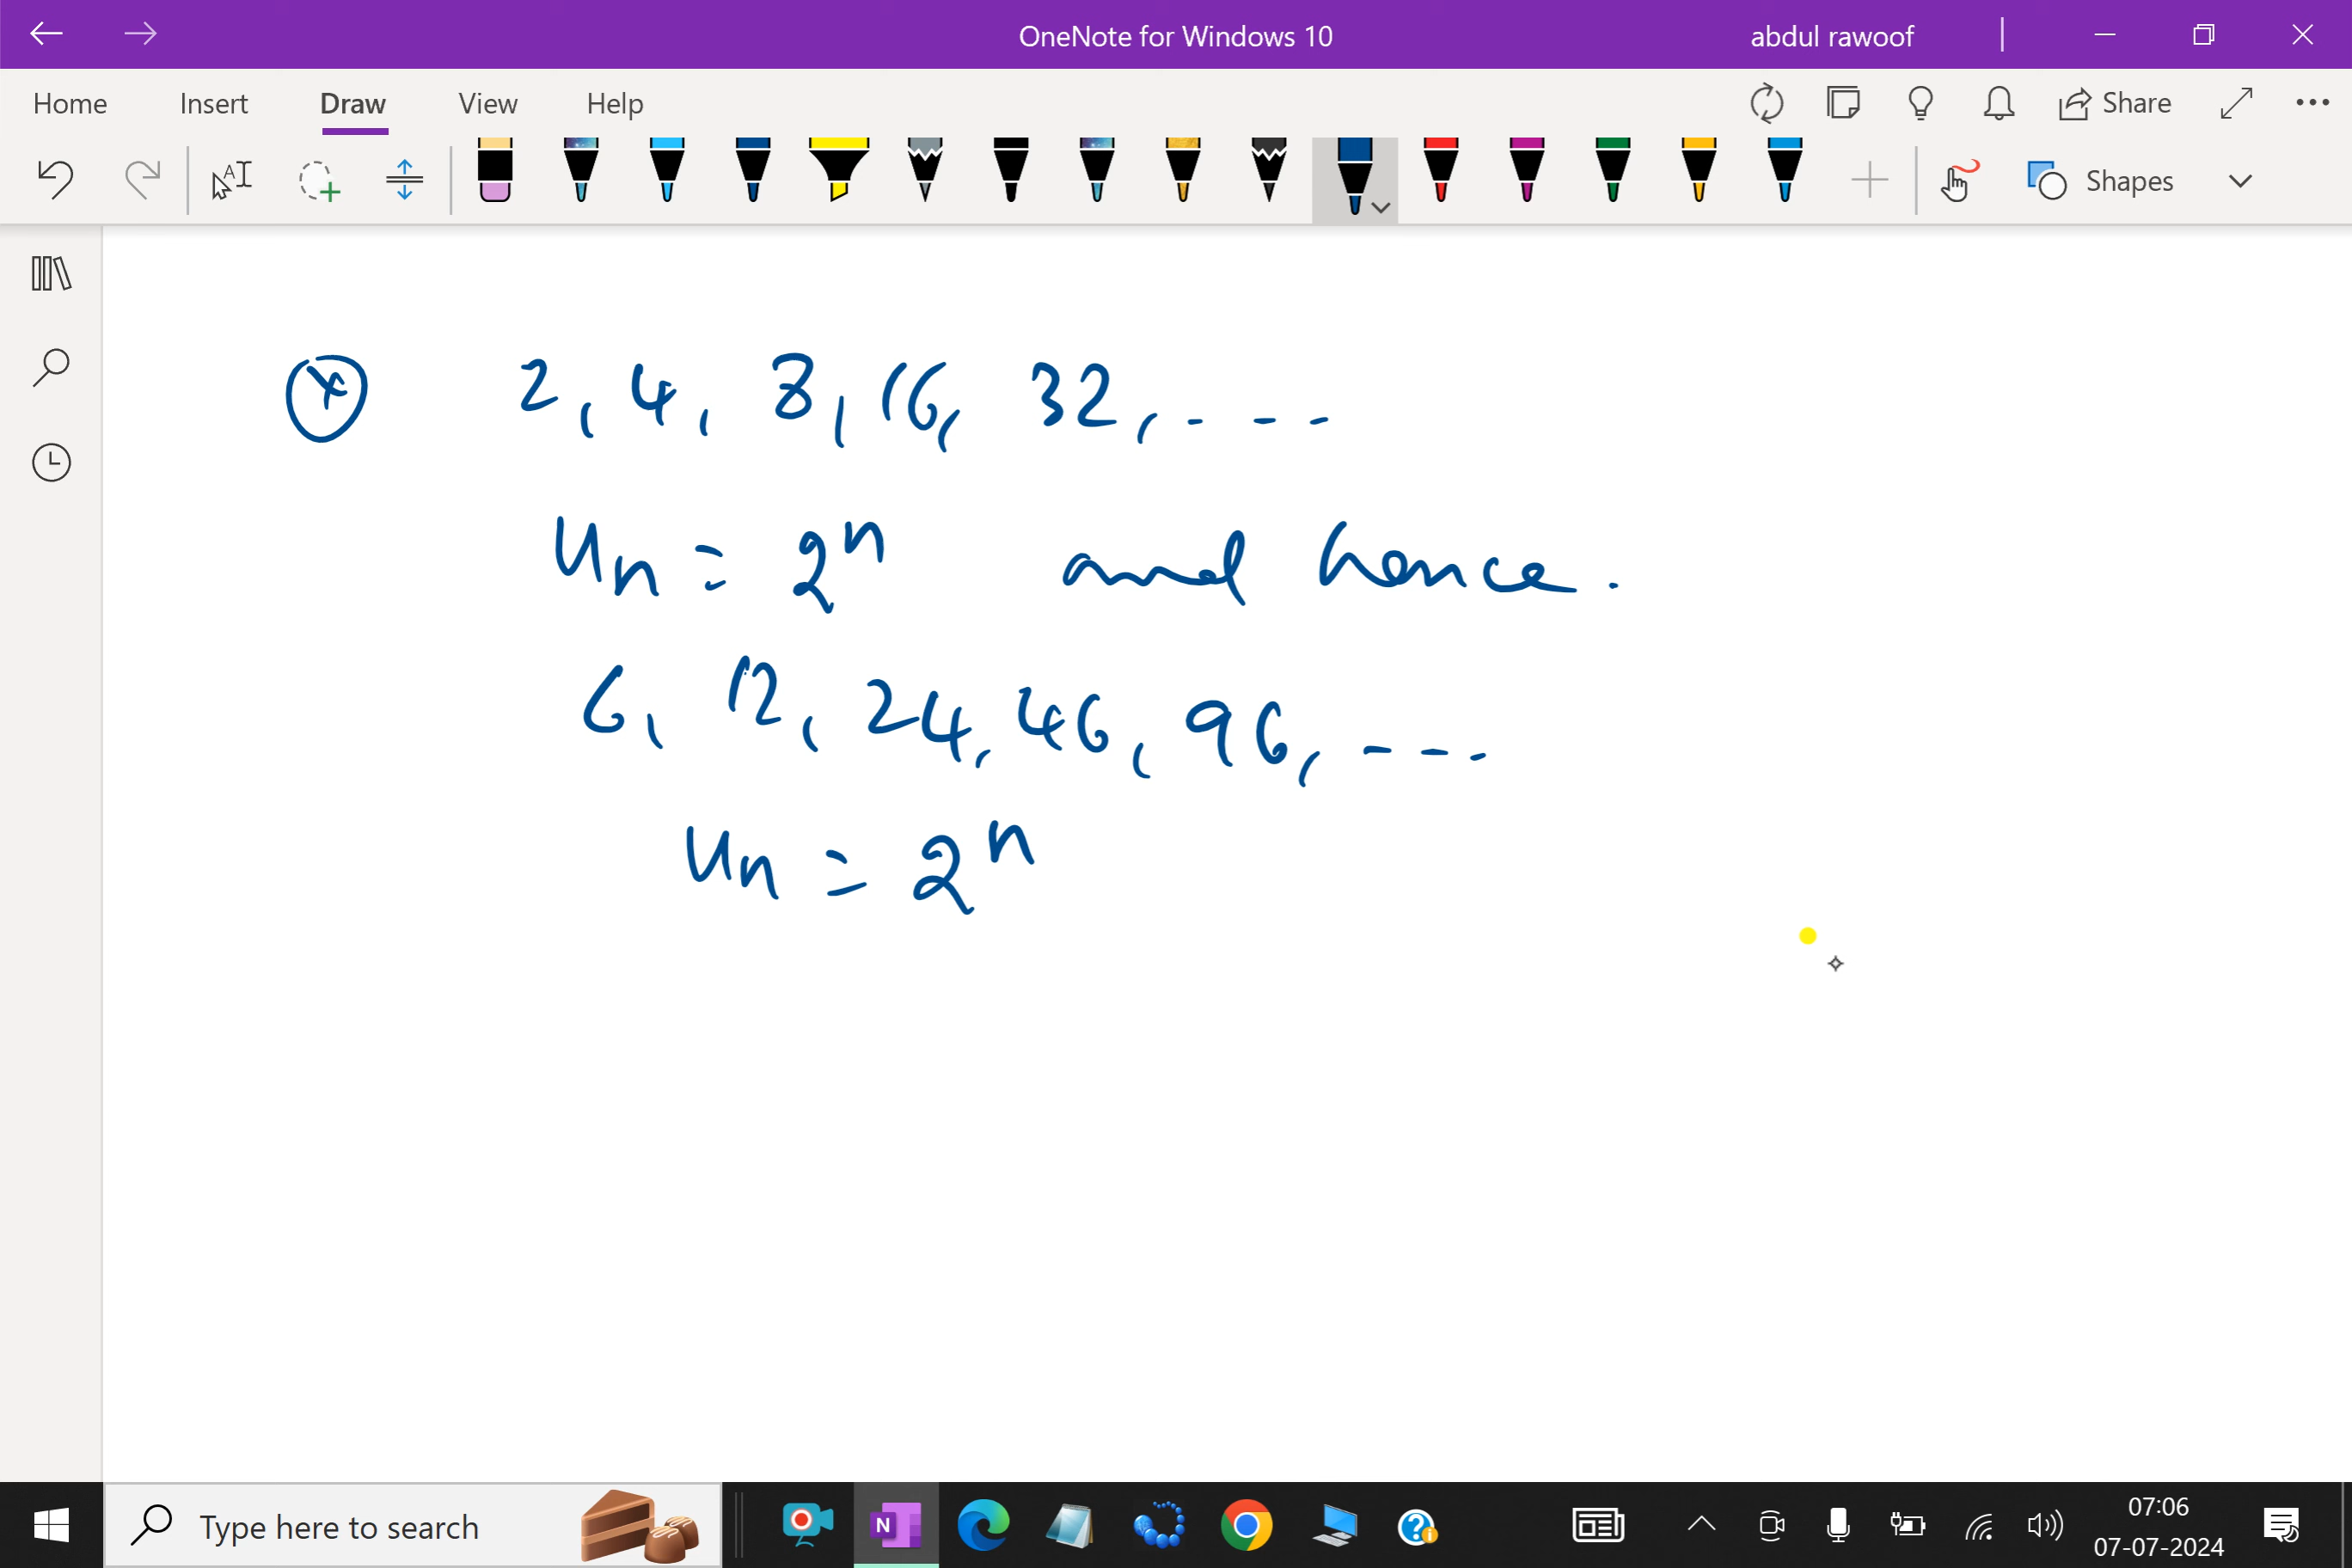 OneNote for Windows 10 abdul rawoof
Home Insert Draw View Help Share
Shapes
2, 4, 8, 16, 32, . - - -
Un = 2^n and hence.
6, 12, 24, 46, 96, - - - .
Un = 2^n
Type here to search
07:06
07-07-2024